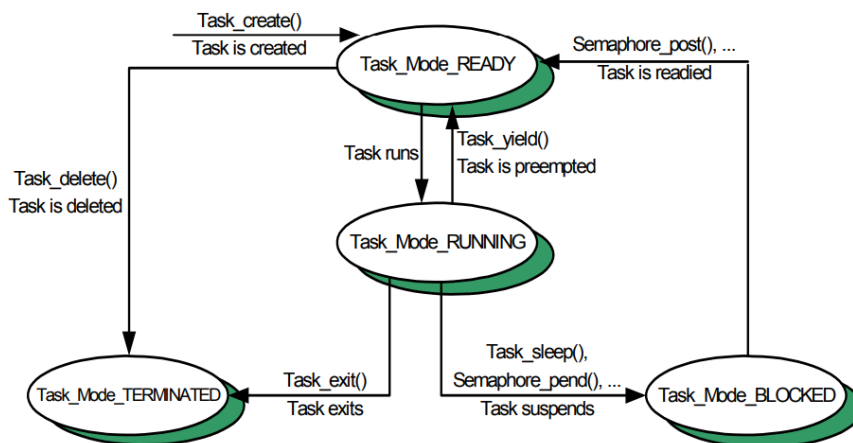 Task_create()
Task is created
Task_Mode_READY
Semaphore_post(), ...
Task is readied
Task_yield()
Task is preempted
Task runs
Task_delete()
Task is deleted
Task_Mode_RUNNING
Task_sleep(),
Semaphore_pend(), ...
Task suspends
Task_exit()
Task exits
Task_Mode_TERMINATED
Task_Mode_BLOCKED